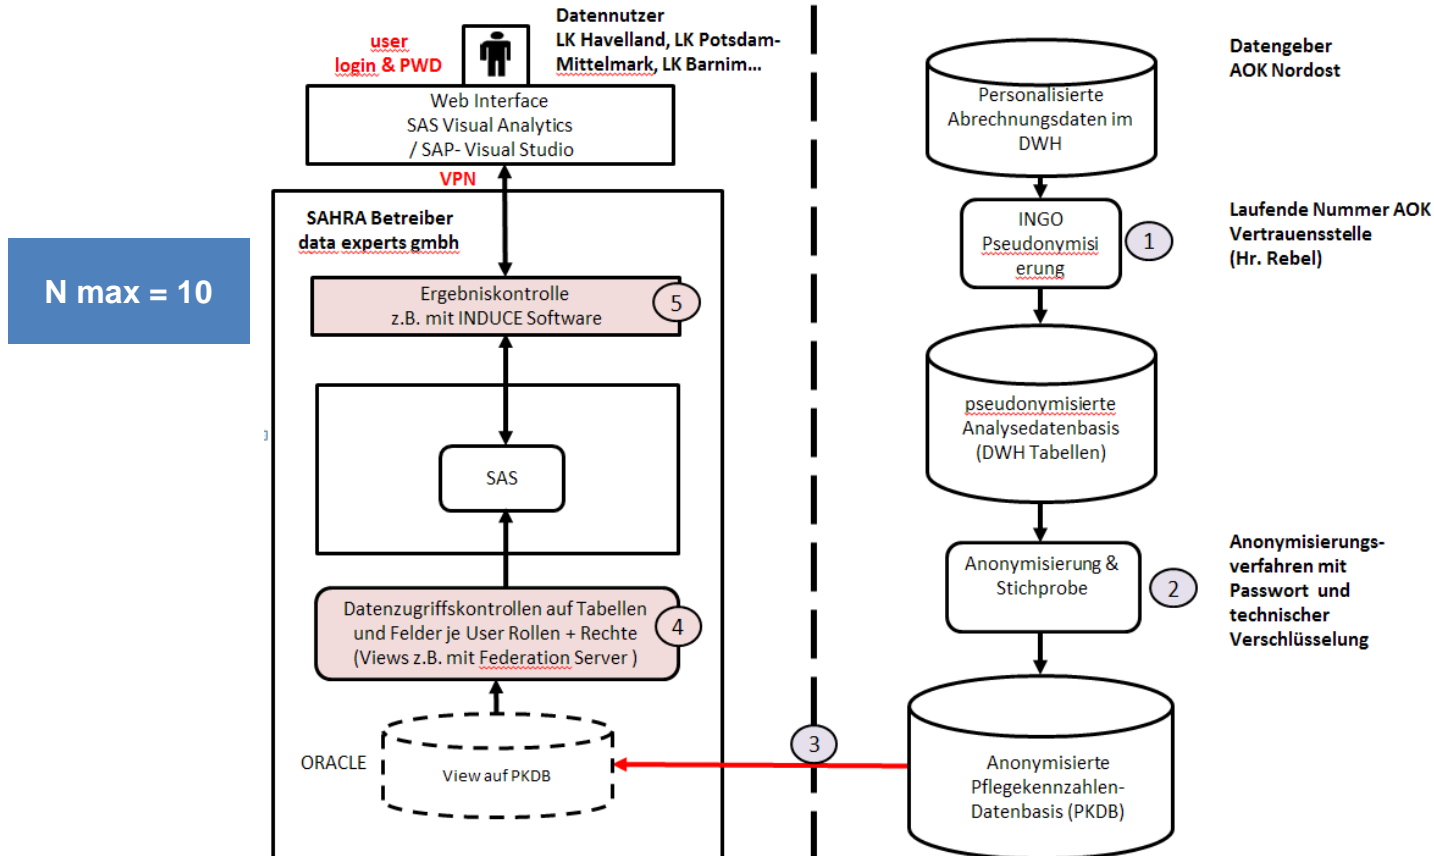 Datennutzer
LK Havelland, LK Potsdam-
Mittelmark, LK Barnim...
user
login & PWD
Web Interface
SAS Visual Analytics
/ SAP- Visual Studio
VPN
SAHRA Betreiber
data experts gmbh
N max = 10
Ergebniskontrolle
z.B. mit INDUCE Software
5
SAS
Datenzugriffskontrollen auf Tabellen
und Felder je User Rollen + Rechte
(Views z.B. mit Federation Server )
4
ORACLE
View auf PKDB
3
Datengeber
AOK Nordost
Personalisierte
Abrechnungsdaten im
DWH
INGO
Pseudonymisi
erung
1
Laufende Nummer AOK
Vertrauensstelle
(Hr. Rebel)
pseudonymisierte
Analysedatenbasis
(DWH Tabellen)
Anonymisierung &
Stichprobe
2
Anonymisierungs-
verfahren mit
Passwort und
technischer
Verschlüsselung
Anonymisierte
Pflegekennzahlen-
Datenbasis (PKDB)